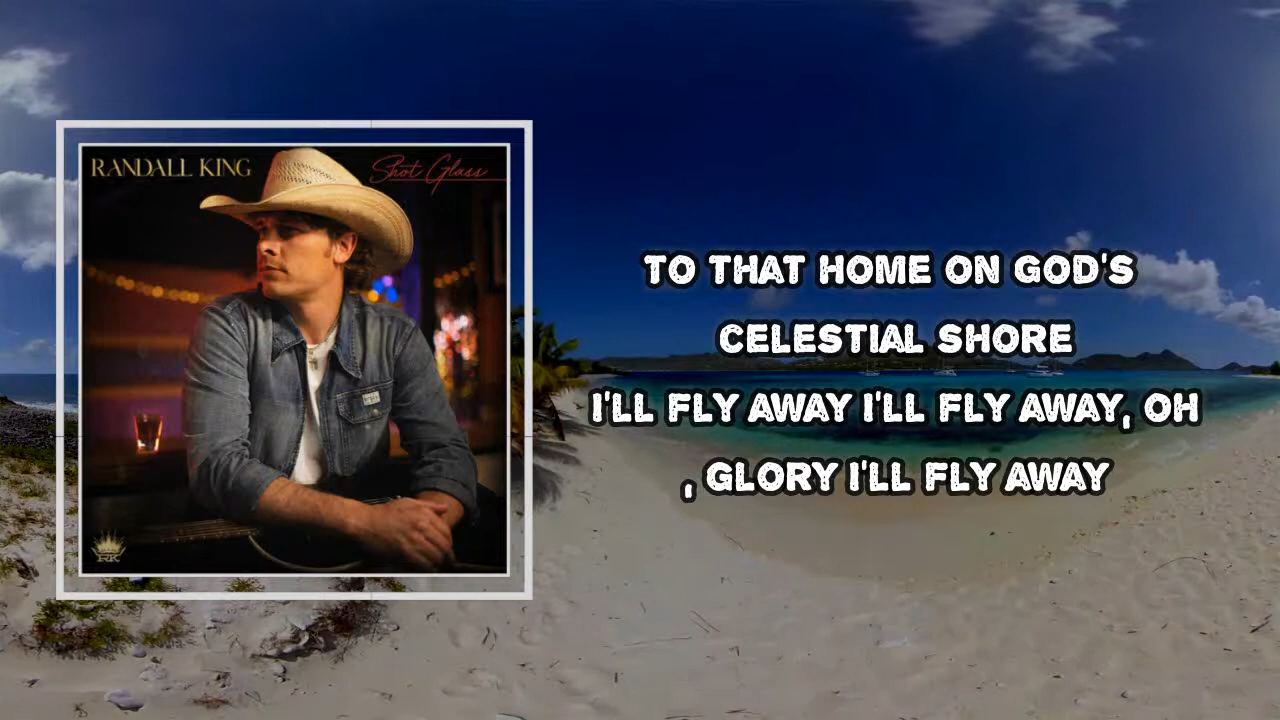 RANDALL KING
Shot Glass
RK
TO THAT HOME ON GOD'S
CELESTIAL SHORE
I'LL FLY AWAY I'LL FLY AWAY, OH
, GLORY I'LL FLY AWAY